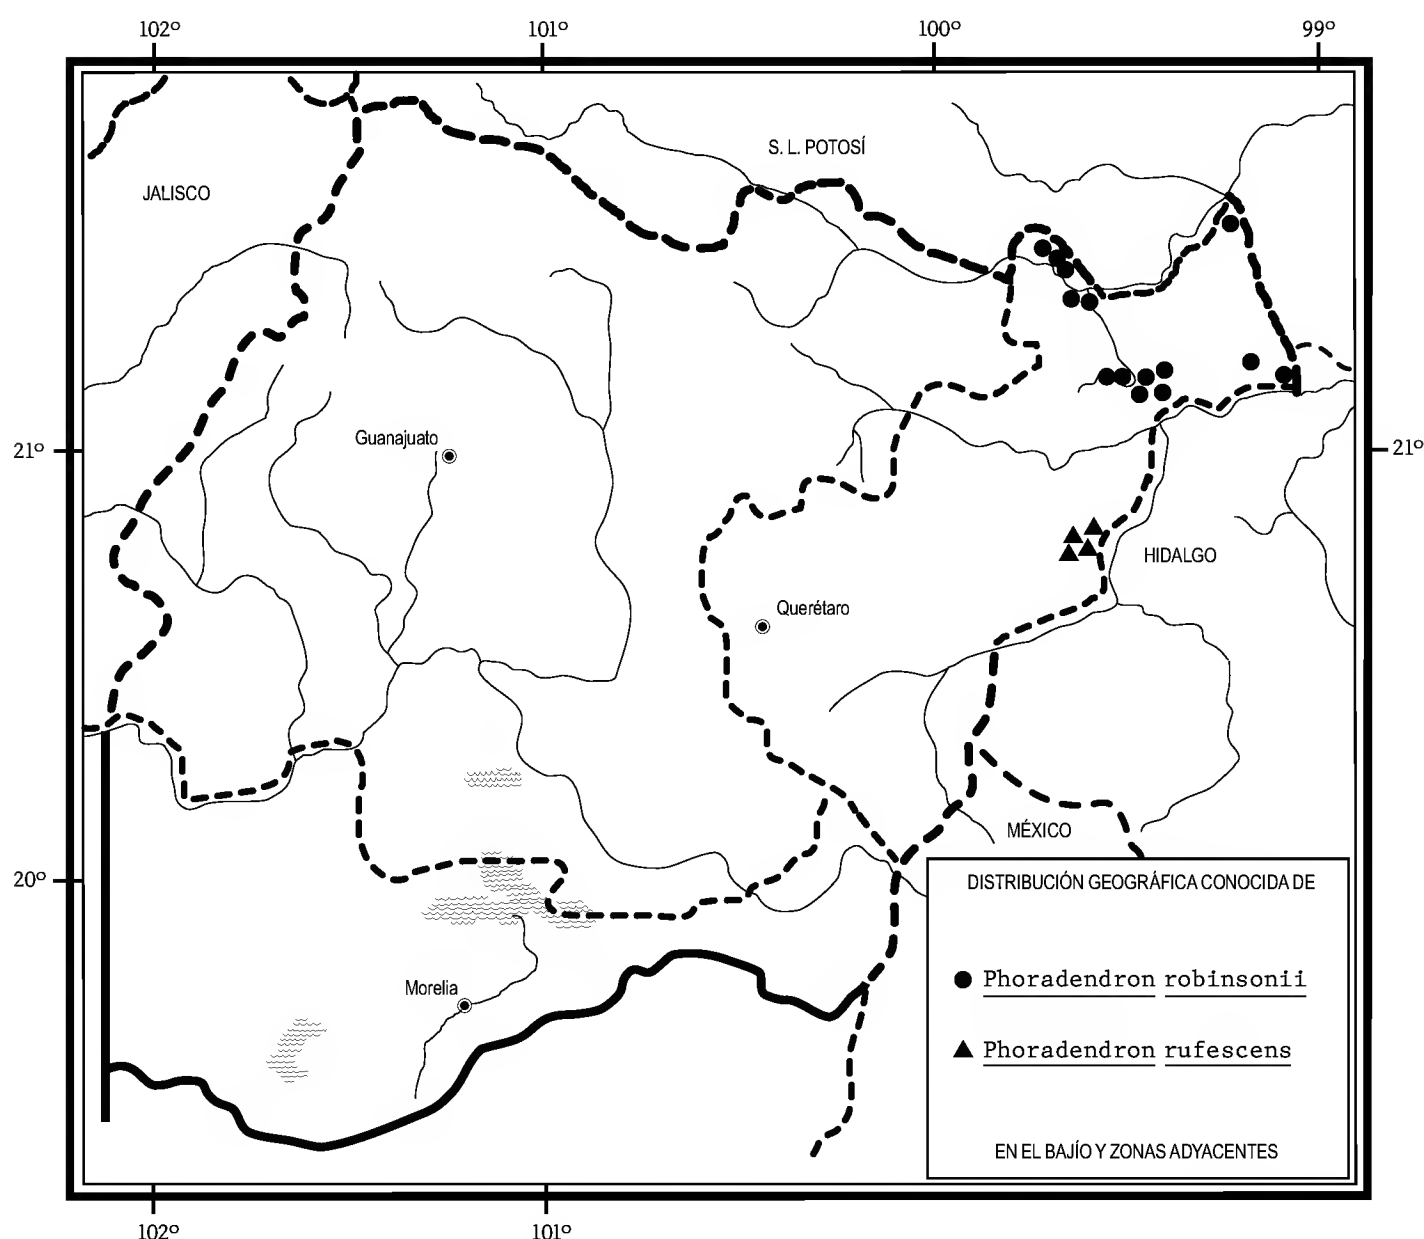 102º 101º 100º 99º
S. L. POTOSÍ
JALISCO
Guanajuato
21º 21º
HIDALGO
Querétaro
MÉXICO
20º
DISTRIBUCIÓN GEOGRÁFICA CONOCIDA DE
Phoradendron robinsonii
Morelia
Phoradendron rufescens
EN EL BAJÍO Y ZONAS ADYACENTES
102º 101º